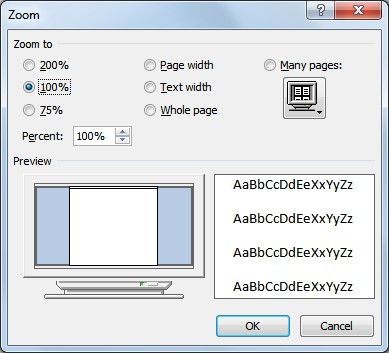 Zoom
Zoom to
200% Page width Many pages:
100% Text width
75% Whole page
Percent: 100%
Preview
AaBbCcDdEeXxYyZz
AaBbCcDdEeXxYyZz
AaBbCcDdEeXxYyZz
AaBbCcDdEeXxYyZz
OK Cancel